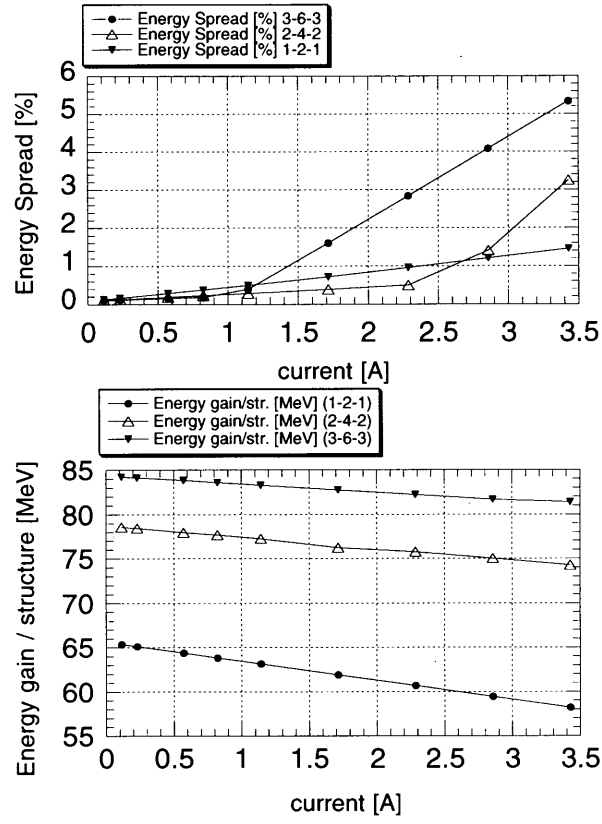 Energy Spread [%] 3-6-3
Energy Spread [%] 2-4-2
Energy Spread [%] 1-2-1
6
5
4
3
2
1
0
Energy Spread [%]
0 0.5 1 1.5 2 2.5 3 3.5
current [A]
Energy gain/str. [MeV] (1-2-1)
Energy gain/str. [MeV] (2-4-2)
Energy gain/str. [MeV] (3-6-3)
85
80
75
70
65
60
55
Energy gain / structure [MeV]
0 0.5 1 1.5 2 2.5 3 3.5
current [A]